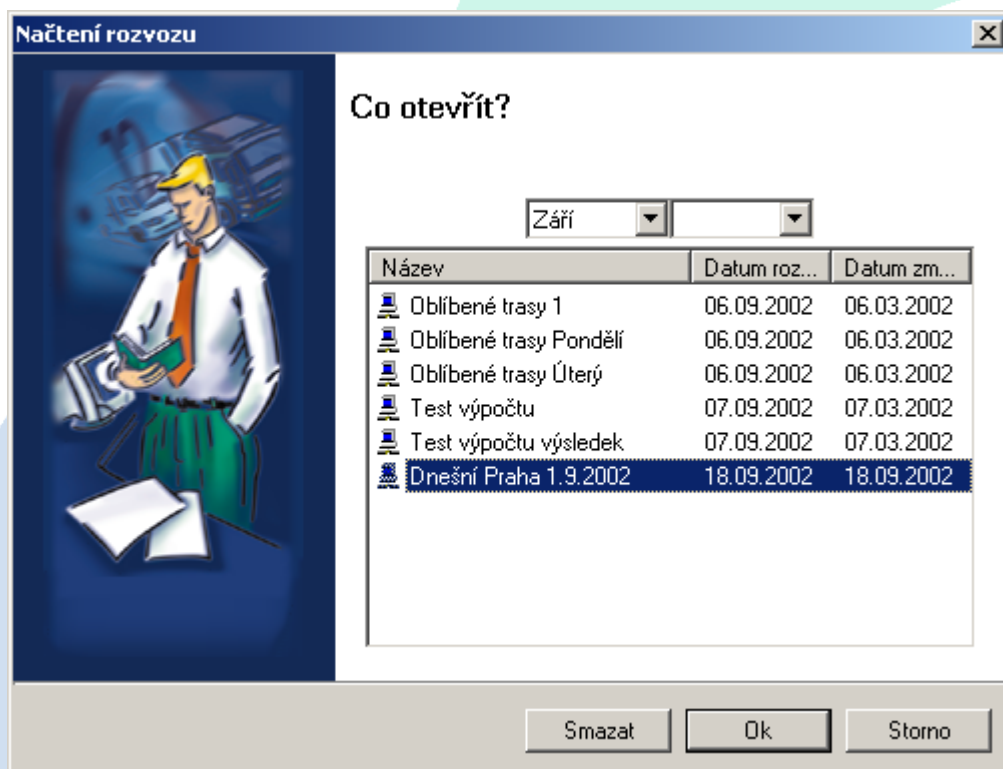 Načtení rozvozu
Co otevřít?
Září
Název Datum roz... Datum zm...
Oblíbené trasy 1 06.09.2002 06.03.2002
Oblíbené trasy Pondělí 06.09.2002 06.03.2002
Oblíbené trasy Úterý 06.09.2002 06.03.2002
Test výpočtu 07.09.2002 07.03.2002
Test výpočtu výsledek 07.09.2002 07.03.2002
Dnešní Praha 1.9.2002 18.09.2002 18.09.2002
Smazat Ok Storno